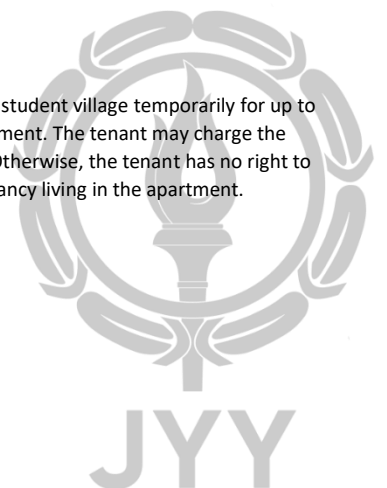 student village temporarily for up to
ment. The tenant may charge the
Otherwise, the tenant has no right to
ancy living in the apartment.
JYY